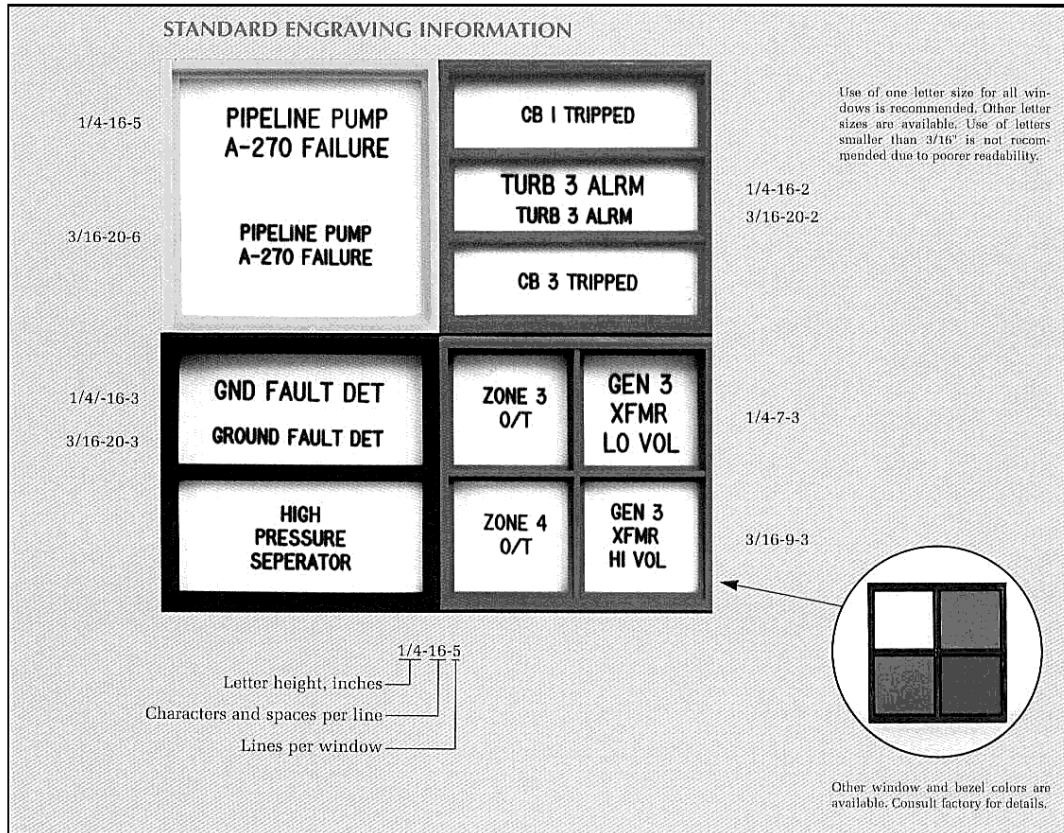 STANDARD ENGRAVING INFORMATION
1/4-16-5
PIPELINE PUMP
A-270 FAILURE
3/16-20-6
PIPELINE PUMP
A-270 FAILURE
CB 1 TRIPPED
TURB 3 ALRM
TURB 3 ALRM
CB 3 TRIPPED
1/4-16-2
3/16-20-2
Use of one letter size for all win-
dows is recommended. Other letter
sizes are available. Use of letters
smaller than 3/16" is not recom-
mended due to poorer readability.
1/4/-16-3
3/16-20-3
GND FAULT DET
GROUND FAULT DET
HIGH
PRESSURE
SEPERATOR
ZONE 3
O/T
GEN 3
XFMR
LO VOL
ZONE 4
O/T
GEN 3
XFMR
HI VOL
1/4-7-3
3/16-9-3
1/4-16-5
Letter height, inches
Characters and spaces per line
Lines per window
Other window and bezel colors are
available. Consult factory for details.